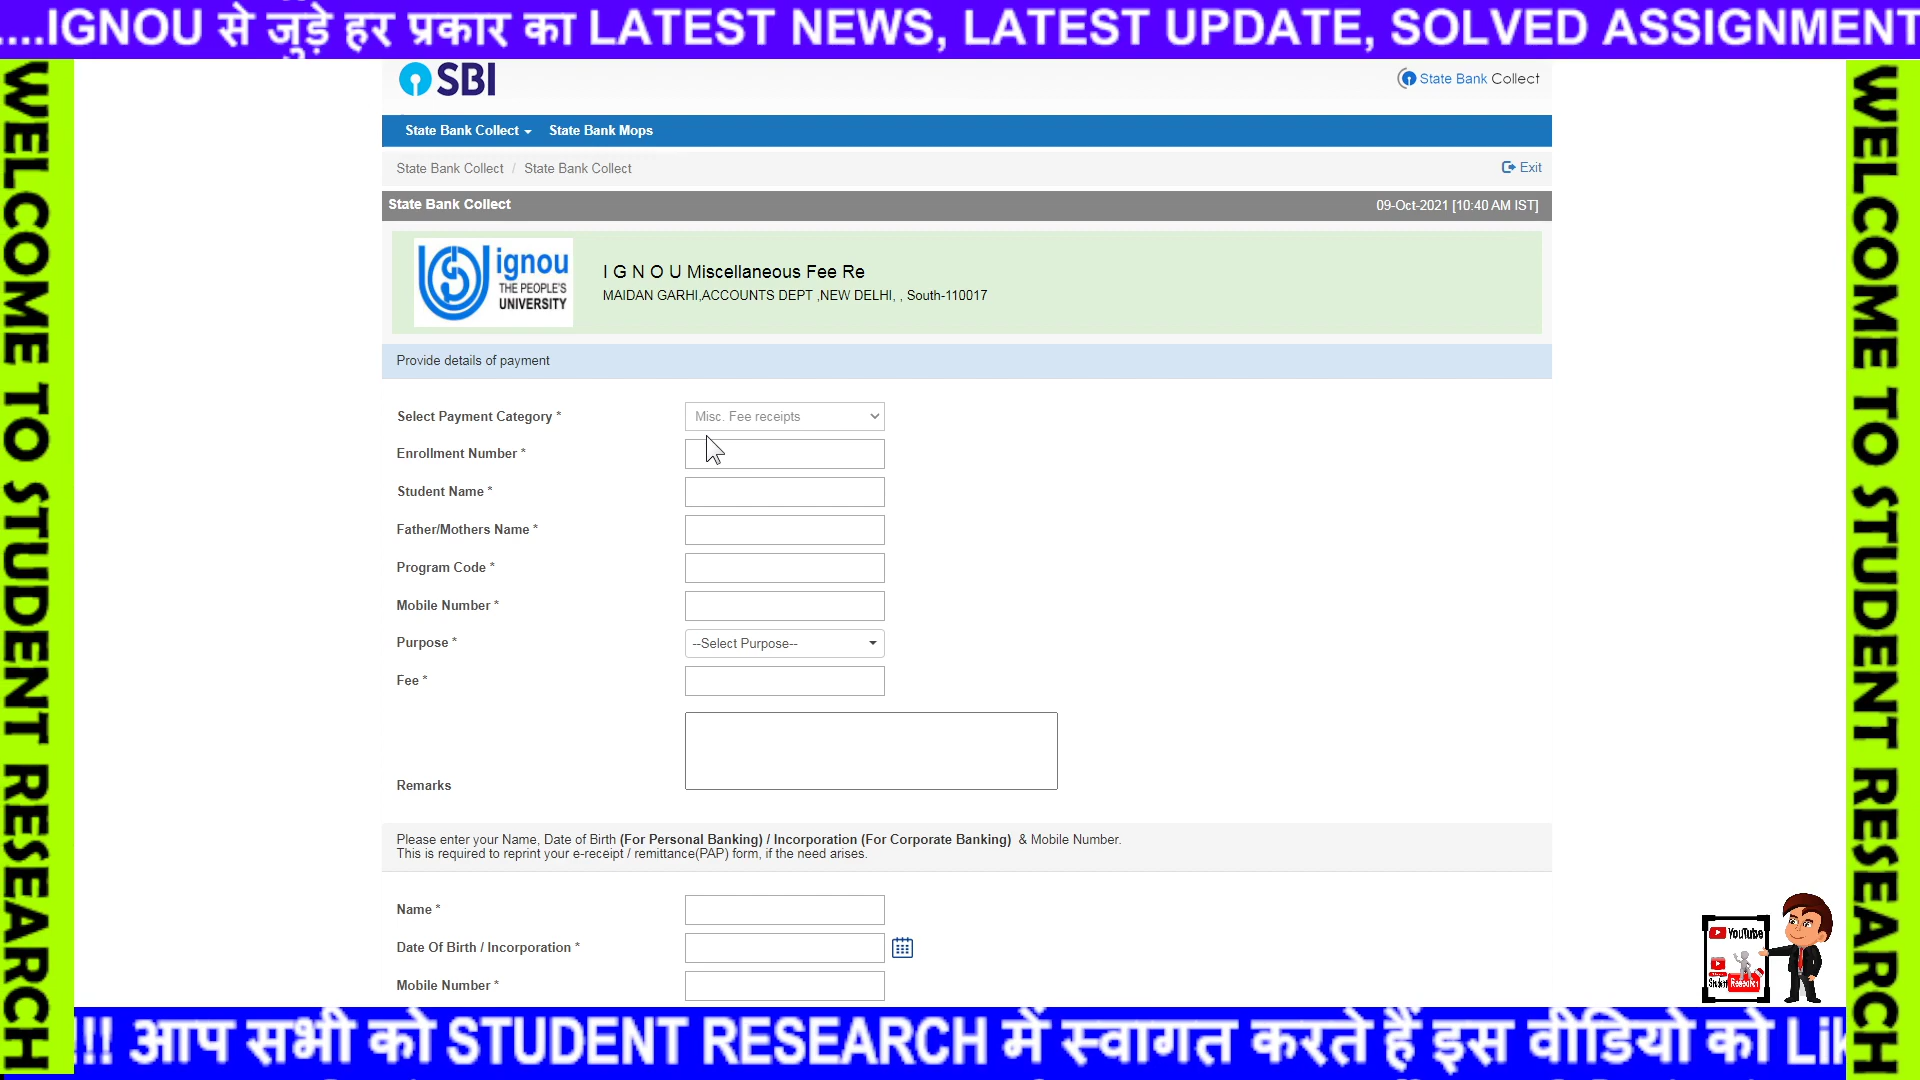 ....IGNOU से जुड़े हर प्रकार का LATEST NEWS, LATEST UPDATE, SOLVED ASSIGNMENT
WELCOME TO STUDENT RESEARCH
SBI
State Bank Collect
State Bank Collect State Bank Mops
State Bank Collect / State Bank Collect
Exit
State Bank Collect
09-Oct-2021 [10:40 AM IST]
ignou
THE PEOPLE'S
UNIVERSITY
I G N O U Miscellaneous Fee Re
MAIDAN GARHI,ACCOUNTS DEPT ,NEW DELHI, , South-110017
Provide details of payment
Select Payment Category *
Misc. Fee receipts
Enrollment Number *
Student Name *
Father/Mothers Name *
Program Code *
Mobile Number *
Purpose *
--Select Purpose--
Fee *
Remarks
Please enter your Name, Date of Birth (For Personal Banking) / Incorporation (For Corporate Banking) & Mobile Number.
This is required to reprint your e-receipt / remittance(PAP) form, if the need arises.
Name *
Date Of Birth / Incorporation *
Mobile Number *
YouTube
Student Research
WELCOME TO STUDENT RESEARCH
!!! आप सभी को STUDENT RESEARCH में स्वागत करते हैं इस वीडियो को Lik